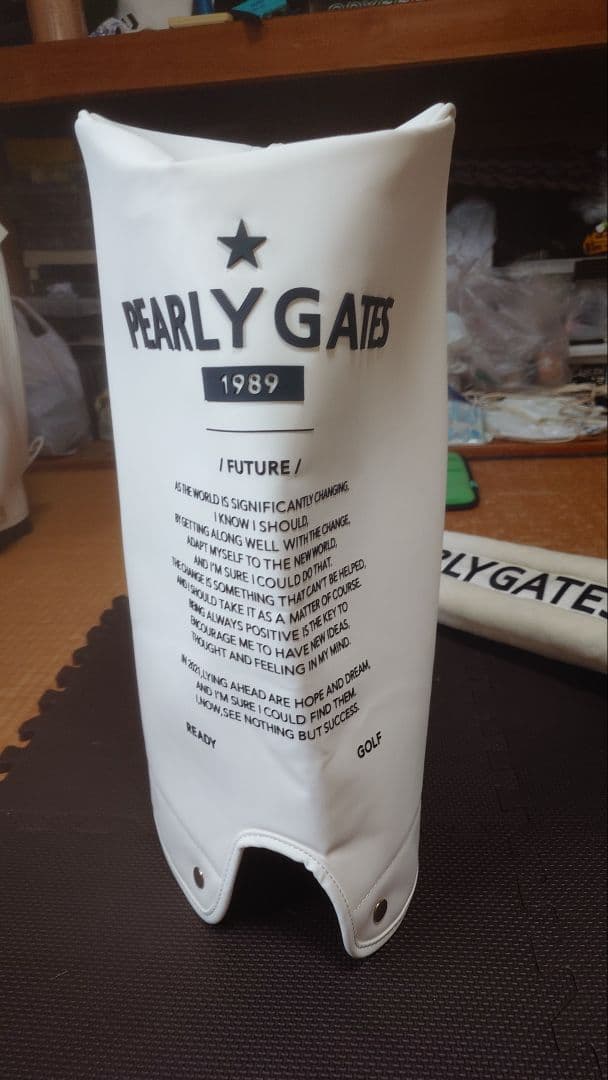 PEARLY GATES
1989
/ FUTURE /
AS THE WORLD IS SIGNIFICANTLY CHANGING,
I KNOW I SHOULD,
BY GETTING ALONG WELL WITH THE CHANGE,
ADAPT MYSELF TO THE NEW WORLD,
AND I'M SURE I COULD DO THAT.
THE CHANGE IS SOMETHING THAT CAN'T BE HELPED,
AND I SHOULD TAKE IT AS A MATTER OF COURSE.
BEING ALWAYS POSITIVE IS THE KEY TO
ENCOURAGE ME TO HAVE NEW IDEAS,
THOUGHT AND FEELING IN MY MIND.
IN 2021, LYING AHEAD ARE HOPE AND DREAM,
AND I'M SURE I COULD FIND THEM.
I, NOW, SEE NOTHING BUT SUCCESS.
READY GOLF
RLYGATES